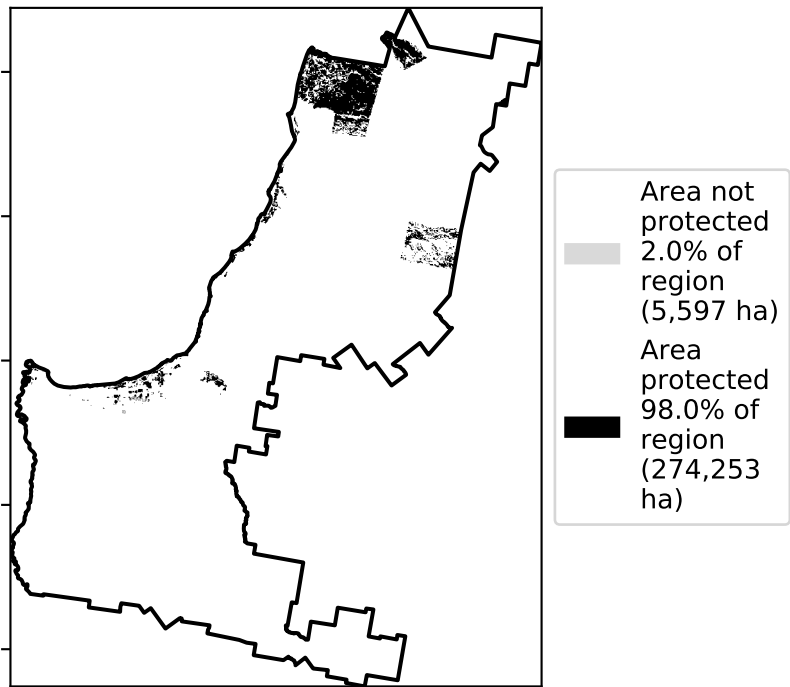 Area not
protected
2.0% of
region
(5,597 ha)
Area
protected
98.0% of
region
(274,253
ha)